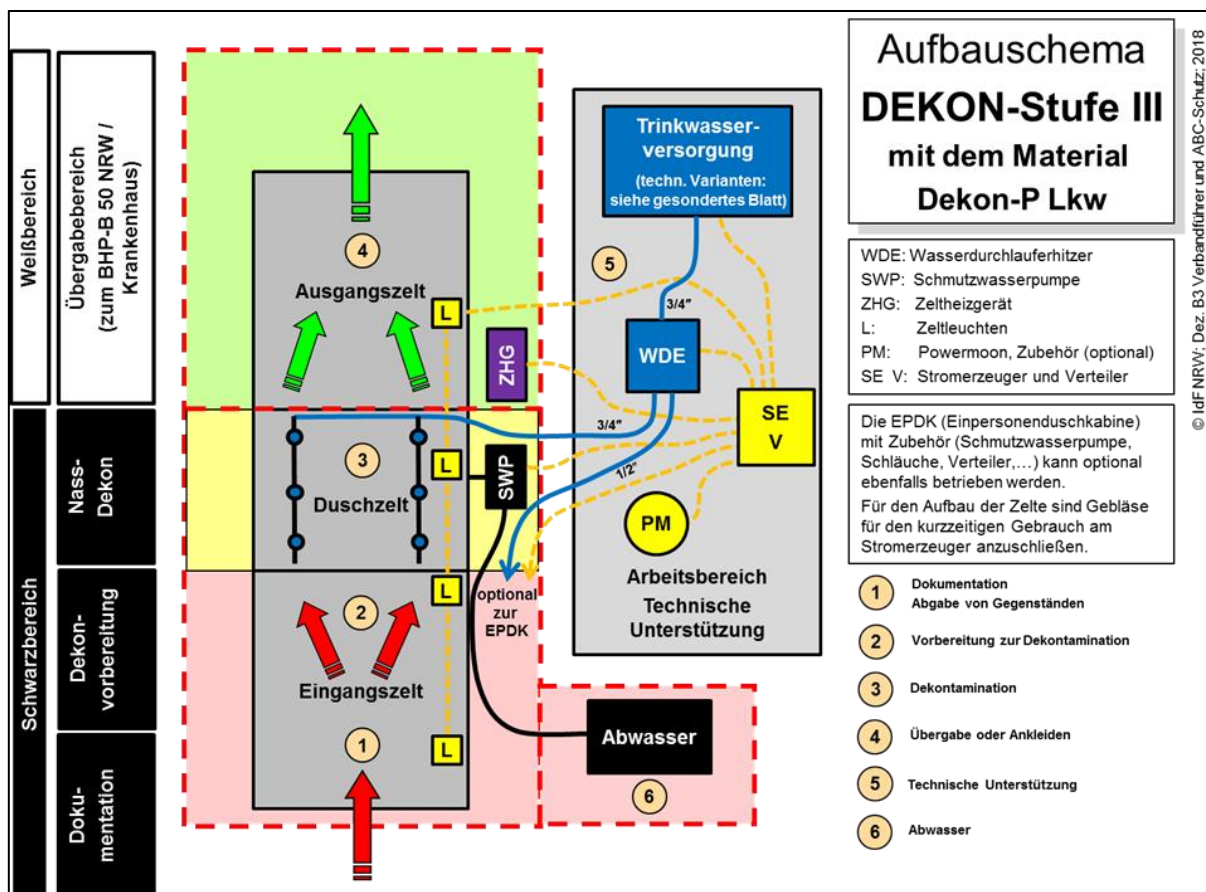 Weißbereich
Übergabebereich
(zum BHP-B 50 NRW /
Krankenhaus)
Schwarzbereich
Nass-
Dekon
Dekon-
vorbereitung
Doku-
mentation
4
Ausgangszelt
L
ZHG
3
Duschzelt
L
SWP
2
L
Eingangszelt
1
L
optional
zur
EPDK
Abwasser
6
Trinkwasser-
versorgung
(techn. Varianten:
siehe gesondertes Blatt)
5
3/4"
WDE
3/4"
1/2"
SE
V
PM
Arbeitsbereich
Technische
Unterstützung
Aufbauschema
DEKON-Stufe III
mit dem Material
Dekon-P Lkw
WDE: Wasserdurchlauferhitzer
SWP: Schmutzwasserpumpe
ZHG: Zeltheizgerät
L: Zeltleuchten
PM: Powermoon, Zubehör (optional)
SE V: Stromerzeuger und Verteiler
Die EPDK (Einpersonenduschkabine)
mit Zubehör (Schmutzwasserpumpe,
Schläuche, Verteiler,...) kann optional
ebenfalls betrieben werden.
Für den Aufbau der Zelte sind Gebläse
für den kurzzeitigen Gebrauch am
Stromerzeuger anzuschließen.
1 Dokumentation
Abgabe von Gegenständen
2 Vorbereitung zur Dekontamination
3 Dekontamination
4 Übergabe oder Ankleiden
5 Technische Unterstützung
6 Abwasser
© IdF NRW; Dez. B3 Verbandführer und ABC-Schutz; 2018